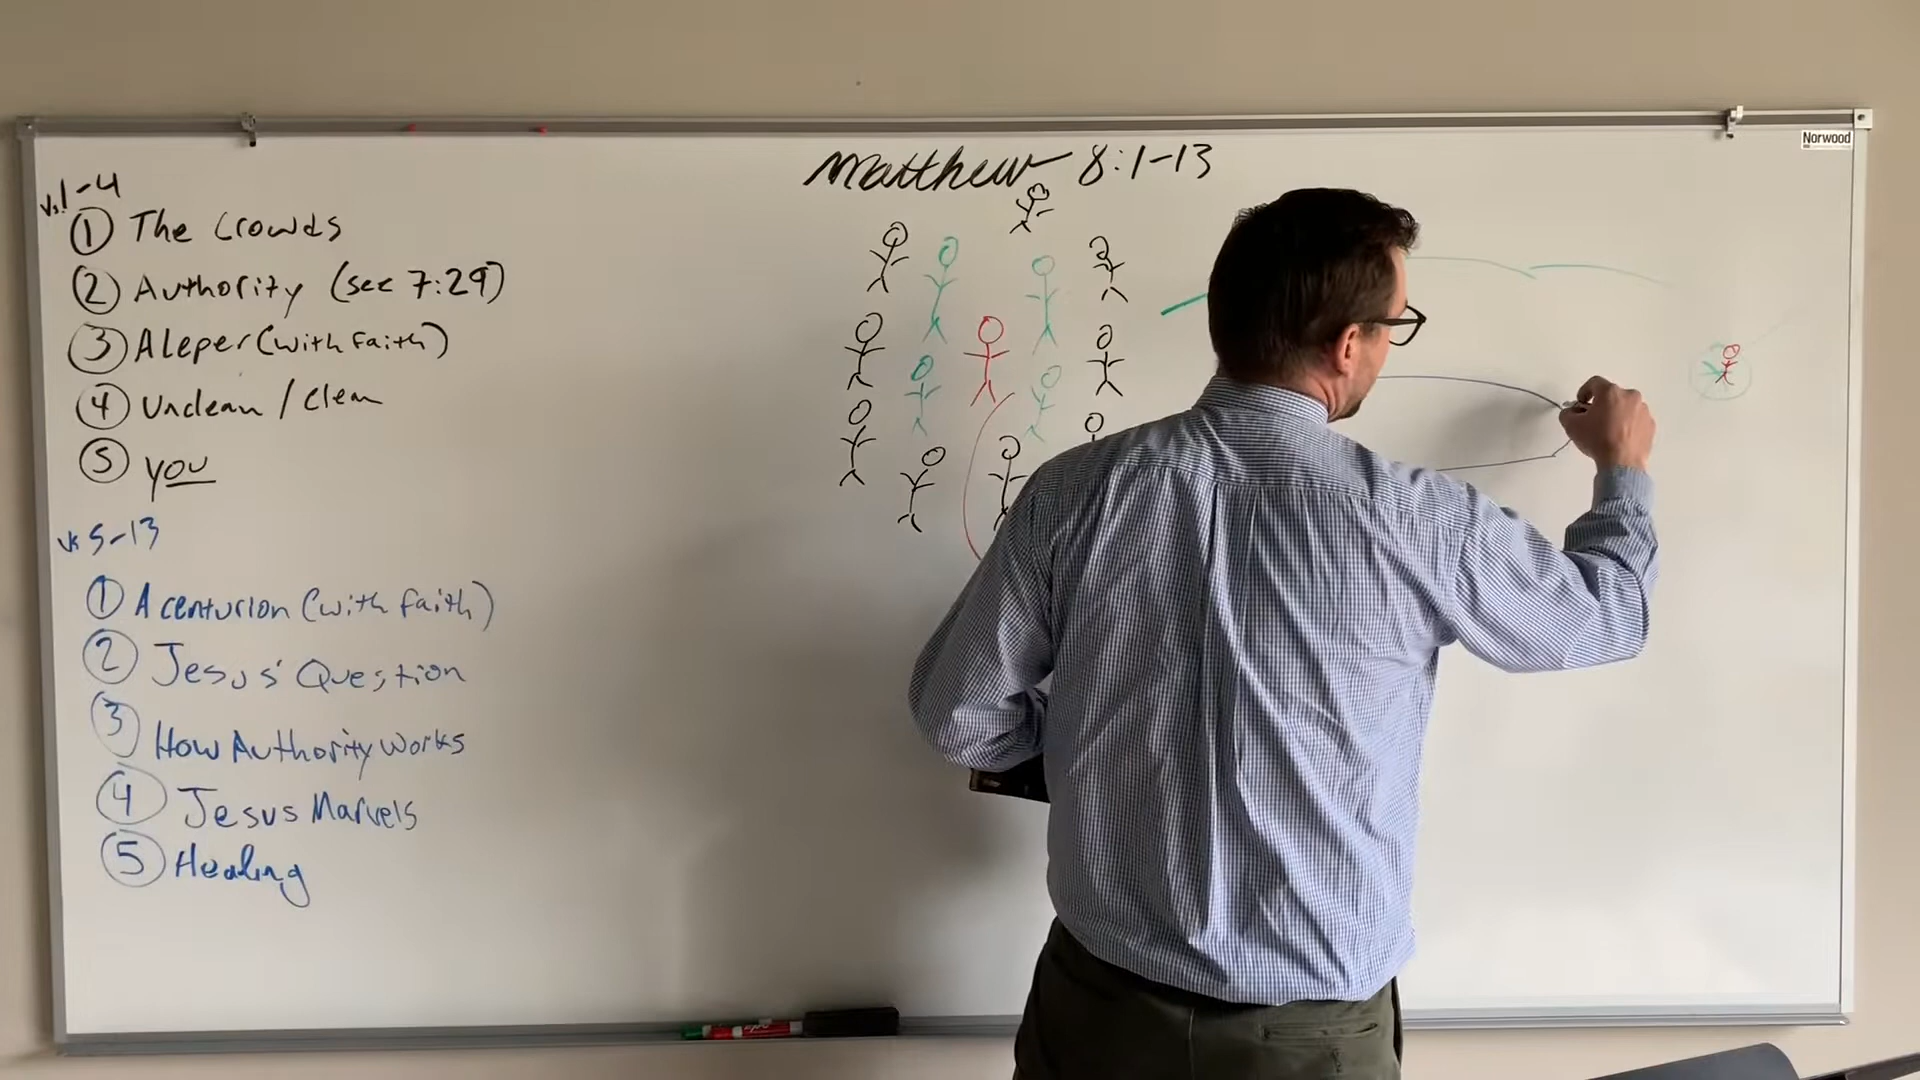 Matthew 8:1-13
Norwood
vs. 1-4
① The Crowds
② Authority (see 7:29)
③ A leper (with faith)
④ Unclean / Clean
⑤ you
vs 5-13
① A centurion (with faith)
② Jesus' Question
③ How Authority Works
④ Jesus Marvels
⑤ Healing